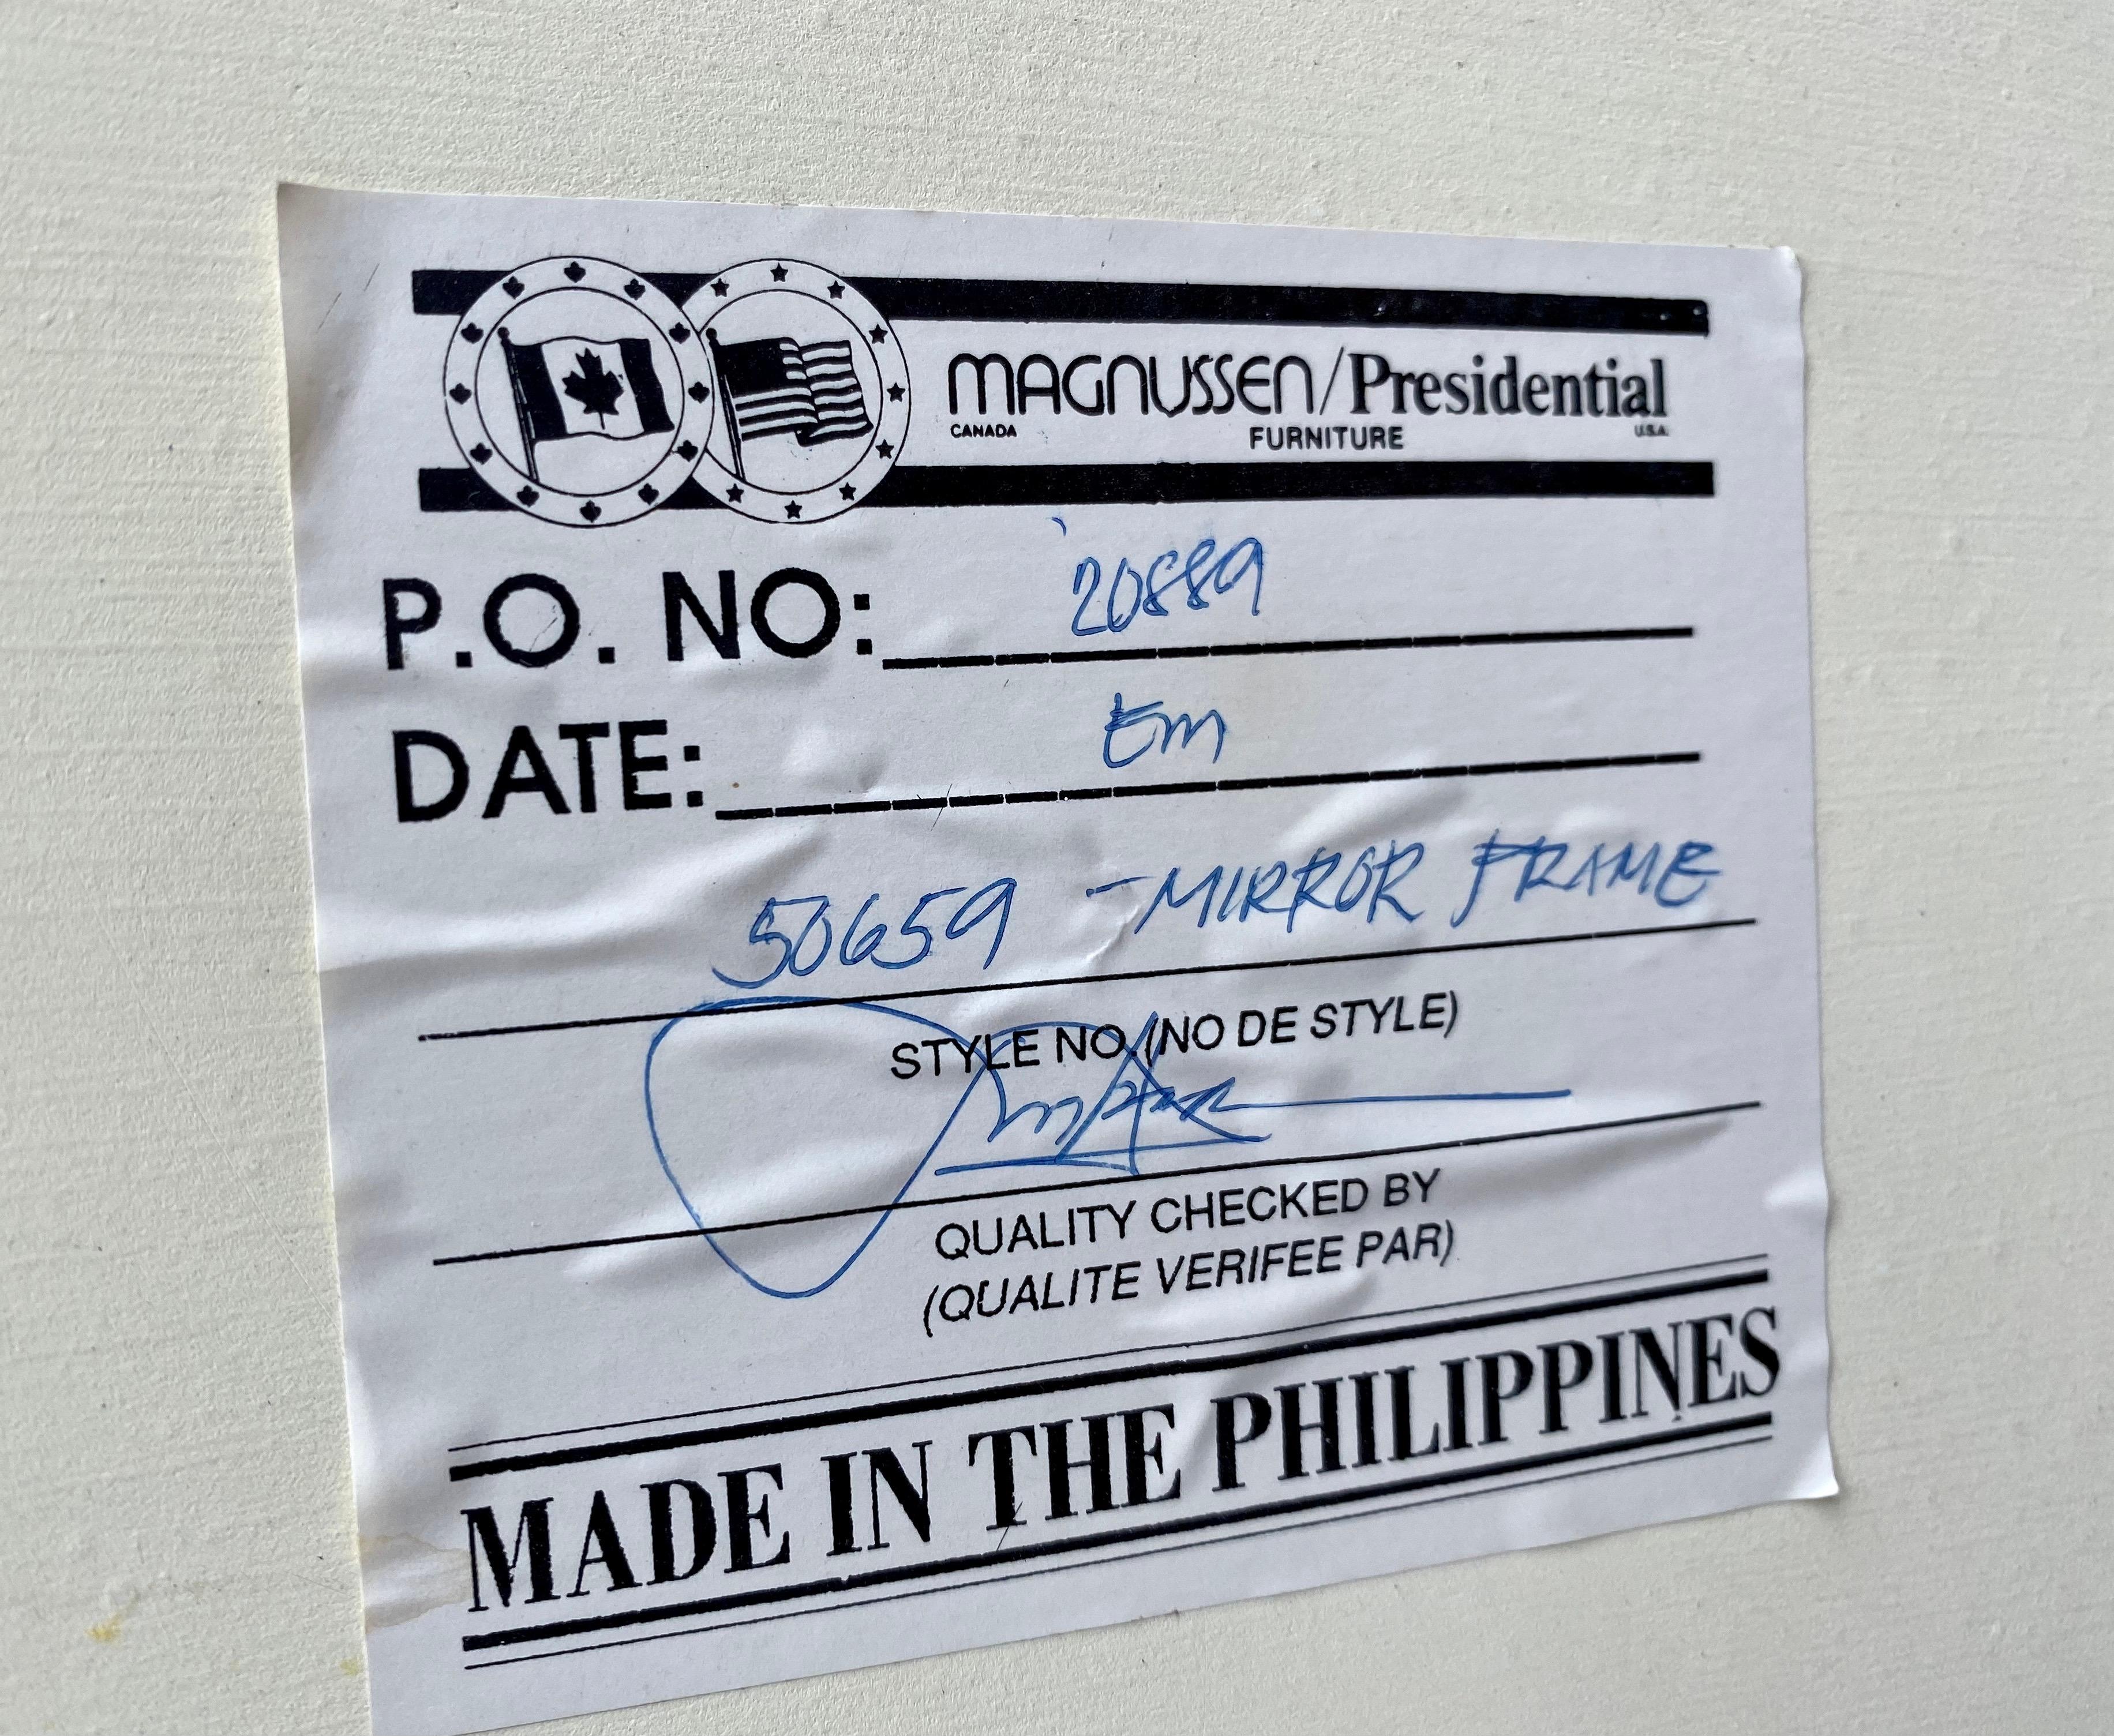 MAGNUSSEN/Presidential
CANADA FURNITURE U.S.A.
P.O. NO: 20889
DATE: Em
50659 - MIRROR FRAME
STYLE NO. (NO DE STYLE)
QUALITY CHECKED BY
(QUALITE VERIFEE PAR)
MADE IN THE PHILIPPINES